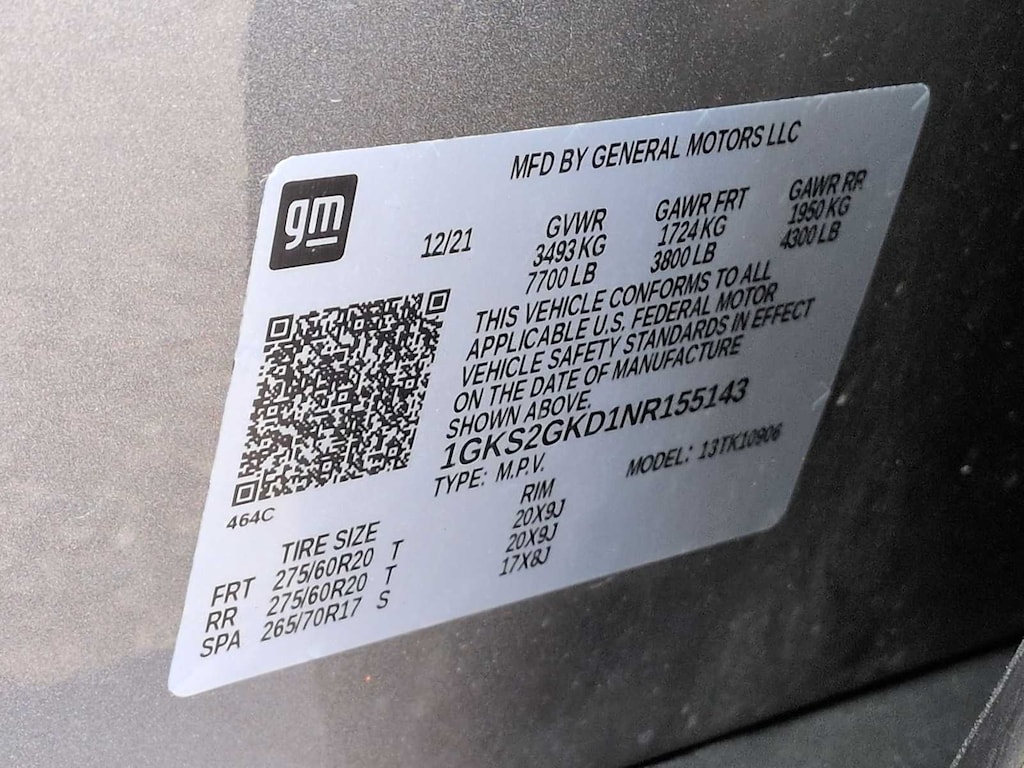 MFD BY GENERAL MOTORS LLC
gm
12/21
GVWR
3493 KG
7700 LB
GAWR FRT
1724 KG
3800 LB
GAWR RR
1950 KG
4300 LB
THIS VEHICLE CONFORMS TO ALL
APPLICABLE U.S. FEDERAL MOTOR
VEHICLE SAFETY STANDARDS IN EFFECT
ON THE DATE OF MANUFACTURE
SHOWN ABOVE.
1GKS2GKD1NR155143
TYPE: M.P.V.
MODEL: 13TK10906
464C
TIRE SIZE
RIM
FRT 275/60R20 T 20X9J
RR 275/60R20 T 20X9J
SPA 265/70R17 S 17X8J